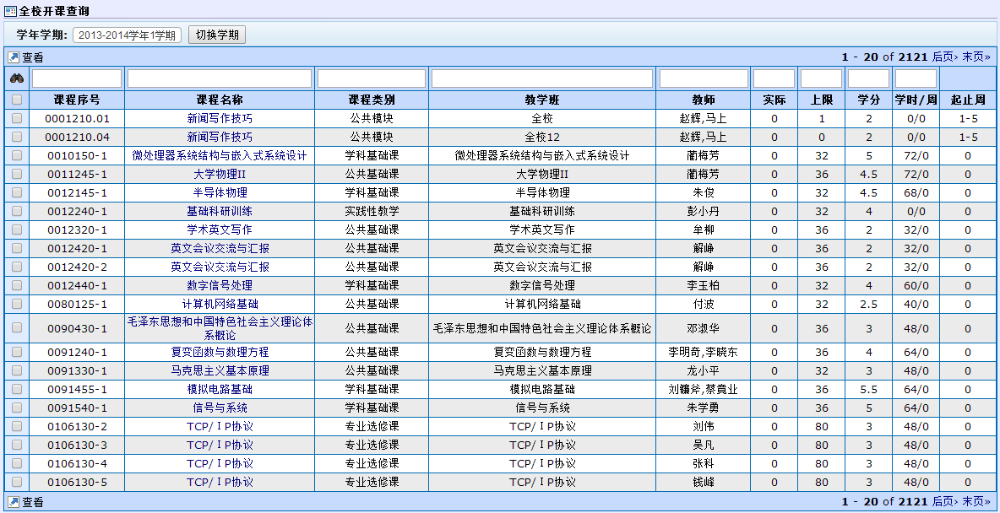 全校开课查询
学年学期: 2013-2014学年1学期 切换学期
查看 1 - 20 of 2121 后页› 末页»
课程序号 课程名称 课程类别 教学班 教师 实际 上限 学分 学时/周 起止周
0001210.01 新闻写作技巧 公共模块 全校 赵辉,马上 0 1 2 0/0 1-5
0001210.04 新闻写作技巧 公共模块 全校12 赵辉,马上 0 0 2 0/0 1-5
0010150-1 微处理器系统结构与嵌入式系统设计 学科基础课 微处理器系统结构与嵌入式系统设计 蔺梅芳 0 32 5 72/0 0
0011245-1 大学物理II 公共基础课 大学物理II 蔺梅芳 0 36 4.5 72/0 0
0012145-1 半导体物理 学科基础课 半导体物理 朱俊 0 32 4.5 68/0 0
0012240-1 基础科研训练 实践性教学 基础科研训练 彭小丹 0 32 4 0/0 0
0012320-1 学术英文写作 公共基础课 学术英文写作 牟柳 0 36 2 32/0 0
0012420-1 英文会议交流与汇报 公共基础课 英文会议交流与汇报 解峥 0 36 2 32/0 0
0012420-2 英文会议交流与汇报 公共基础课 英文会议交流与汇报 解峥 0 36 2 32/0 0
0012440-1 数字信号处理 学科基础课 数字信号处理 李玉柏 0 32 4 60/0 0
0080125-1 计算机网络基础 公共基础课 计算机网络基础 付波 0 32 2.5 40/0 0
0090430-1 毛泽东思想和中国特色社会主义理论体 公共基础课 毛泽东思想和中国特色社会主义理论体系概论 邓淑华 0 36 3 48/0 0
系概论
0091240-1 复变函数与数理方程 公共基础课 复变函数与数理方程 李明奇,李晓东 0 36 4 64/0 0
0091330-1 马克思主义基本原理 公共基础课 马克思主义基本原理 龙小平 0 32 3 48/0 0
0091455-1 模拟电路基础 学科基础课 模拟电路基础 刘镰斧,蔡竟业 0 36 5.5 64/0 0
0091540-1 信号与系统 学科基础课 信号与系统 朱学勇 0 36 5 64/0 0
0106130-2 TCP/ＩP协议 专业选修课 TCP/ＩP协议 刘伟 0 80 3 48/0 0
0106130-3 TCP/ＩP协议 专业选修课 TCP/ＩP协议 吴凡 0 80 3 48/0 0
0106130-4 TCP/ＩP协议 专业选修课 TCP/ＩP协议 张科 0 80 3 48/0 0
0106130-5 TCP/ＩP协议 专业选修课 TCP/ＩP协议 钱峰 0 80 3 48/0 0
查看 1 - 20 of 2121 后页› 末页»